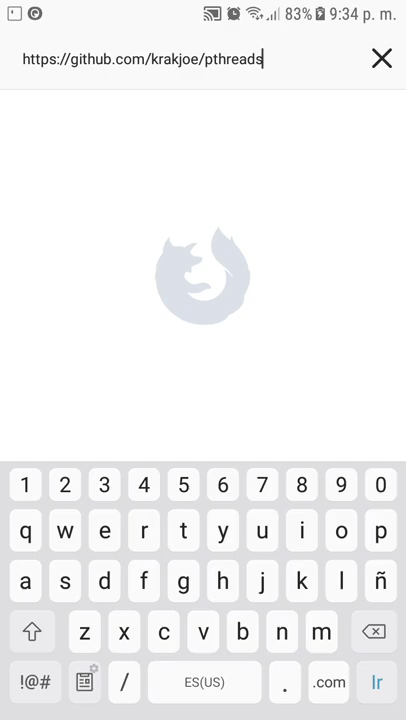 83% 9:34 p. m.
https://github.com/krakjoe/pthreads
1 2 3 4 5 6 7 8 9 0
q w e r t y u i o p
a s d f g h j k l ñ
z x c v b n m
!@# / ES(US) . .com Ir